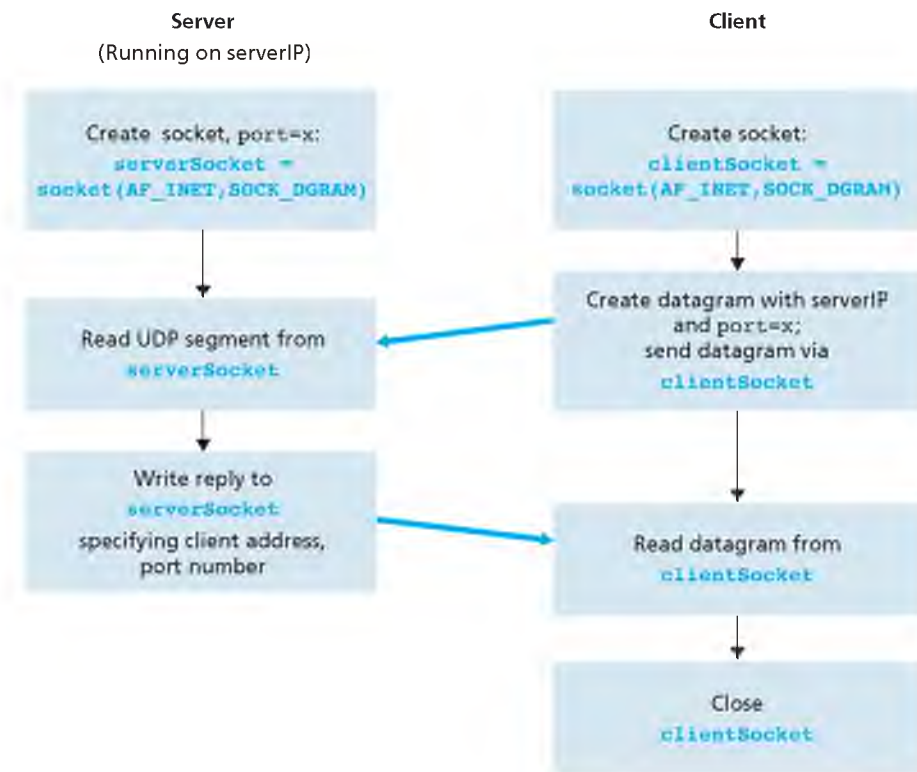 Server
(Running on serverIP)
Create socket, port=x:
serverSocket =
socket(AF_INET,SOCK_DGRAM)
Read UDP segment from
serverSocket
Write reply to
serverSocket
specifying client address,
port number
Client
Create socket:
clientSocket =
socket(AF_INET,SOCK_DGRAM)
Create datagram with serverIP
and port=x;
send datagram via
clientSocket
Read datagram from
clientSocket
Close
clientSocket